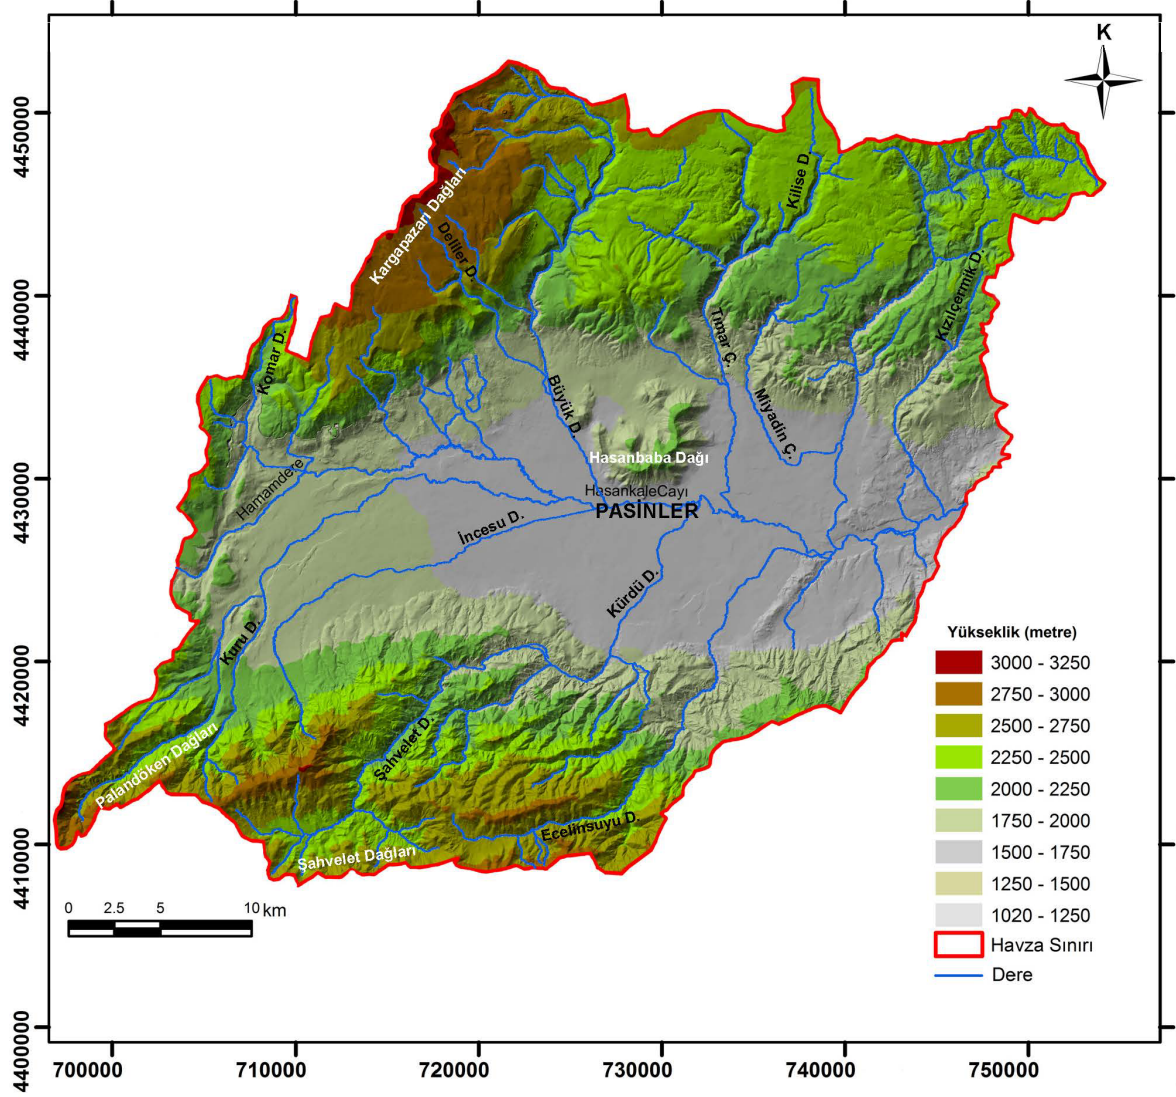 K
4450000
4440000
4430000
4420000
4410000
4400000
700000
710000
720000
730000
740000
750000
Kargapazarı Dağları
Deliler D.
Kilise D.
Kızılçermik D.
Komar D.
Tımar Ç.
Büyük D.
Miyadin Ç.
Hasanbaba Dağı
Hamamdere
HasankaleCayı
PASİNLER
İncesu D.
Kürdü D.
Kuru D.
Şahvelet D.
Palandöken Dağları
Ecelinsuyu D.
Şahvelet Dağları
0 2.5 5 10 km
Yükseklik (metre)
3000 - 3250
2750 - 3000
2500 - 2750
2250 - 2500
2000 - 2250
1750 - 2000
1500 - 1750
1250 - 1500
1020 - 1250
Havza Sınırı
Dere